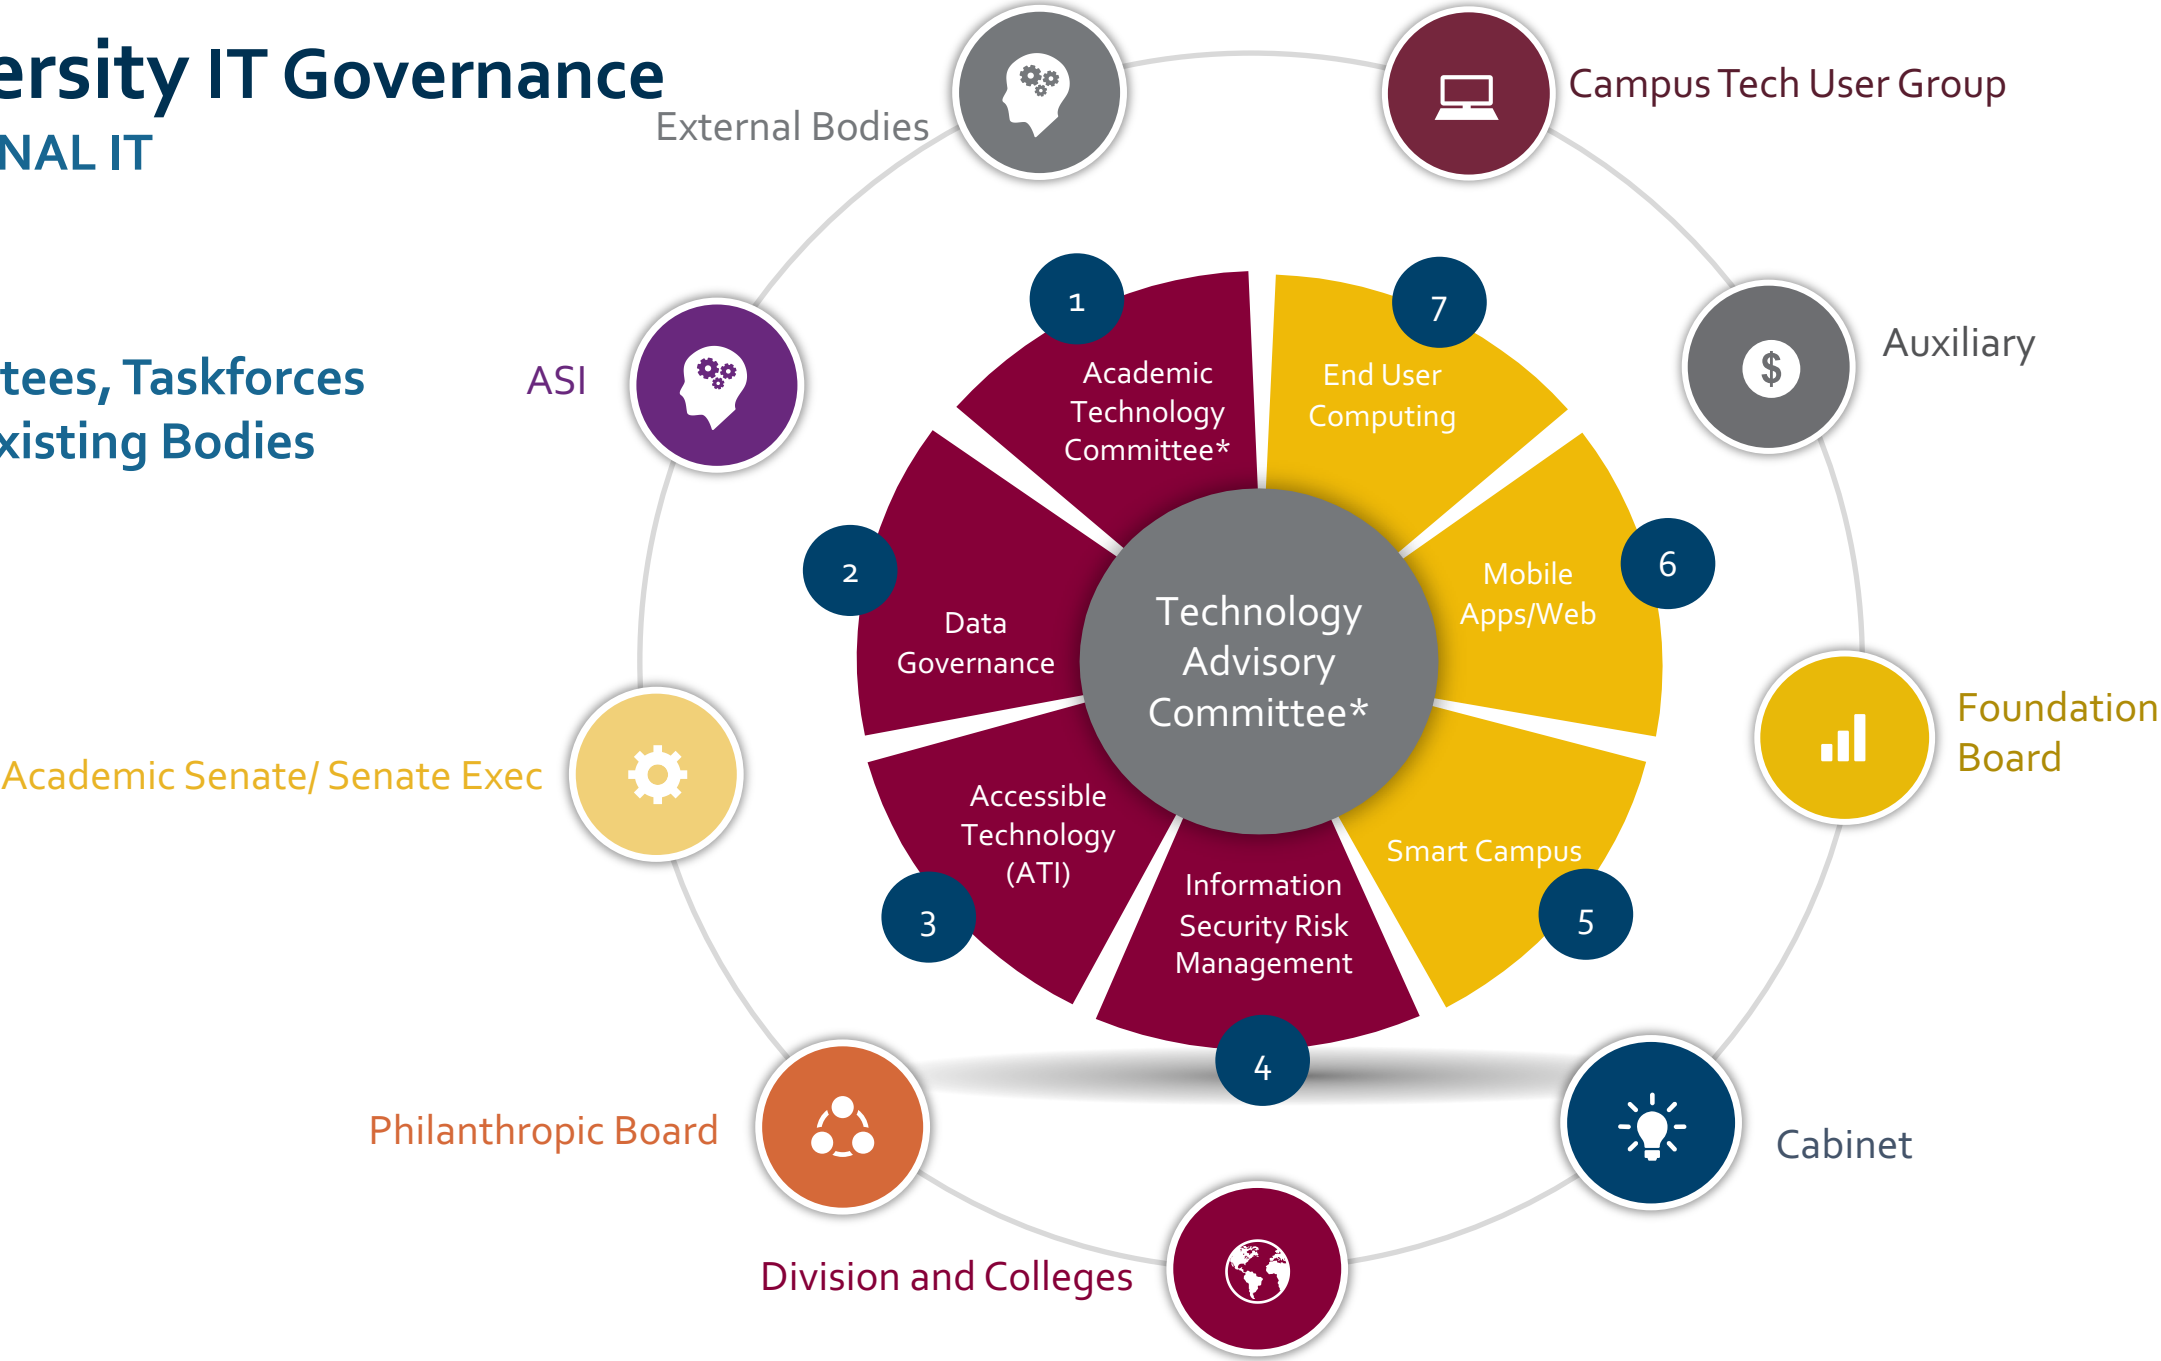 ersity IT Governance
NAL IT
tees, Taskforces
xisting Bodies
External Bodies
Campus Tech User Group
ASI
Auxiliary
Academic Senate/ Senate Exec
Foundation
Board
Philanthropic Board
Cabinet
Division and Colleges
1
Academic
Technology
Committee*
2
Data
Governance
3
Accessible
Technology
(ATI)
4
Information
Security Risk
Management
5
Smart Campus
6
Mobile
Apps/Web
7
End User
Computing
Technology
Advisory
Committee*
$